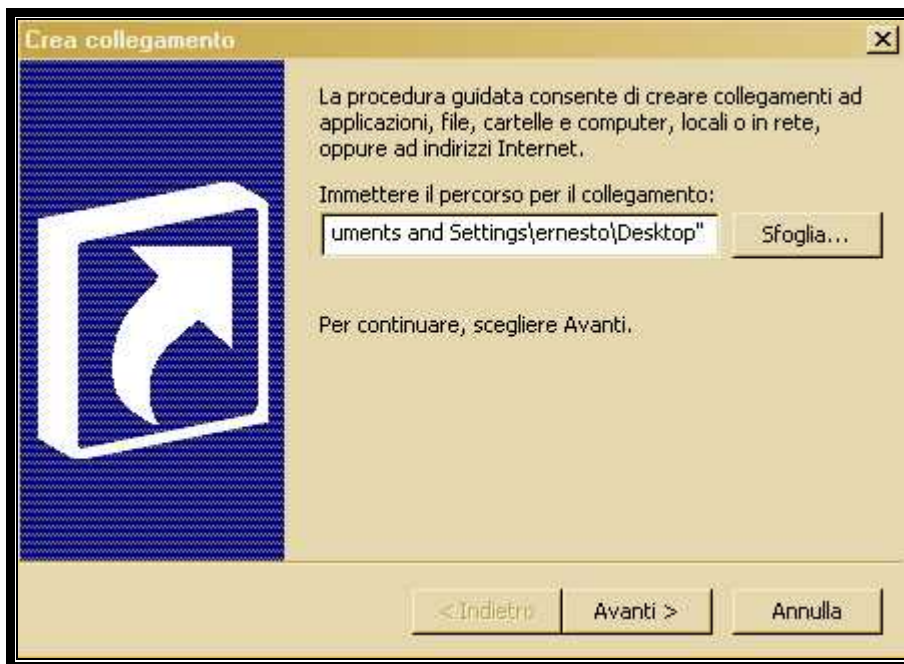 Crea collegamento
La procedura guidata consente di creare collegamenti ad
applicazioni, file, cartelle e computer, locali o in rete,
oppure ad indirizzi Internet.
Immettere il percorso per il collegamento:
uments and Settings\ernesto\Desktop" Sfoglia...
Per continuare, scegliere Avanti.
< Indietro Avanti > Annulla